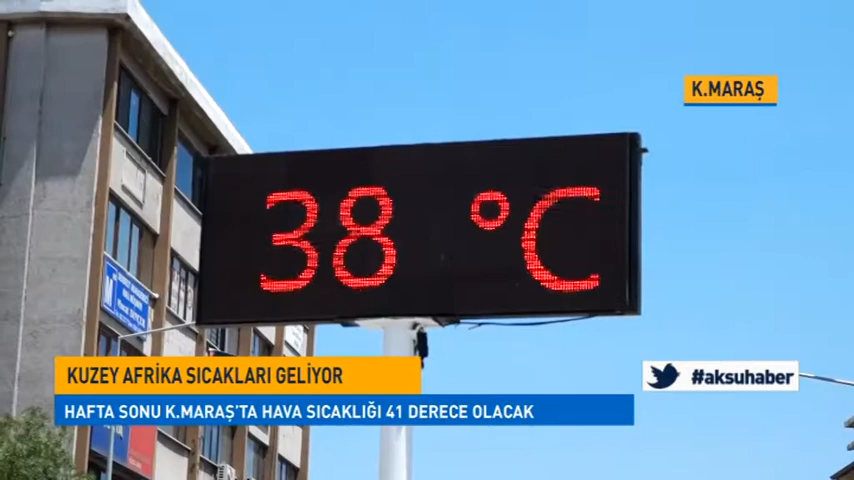 K.MARAŞ
38 °C
KUZEY AFRİKA SICAKLARI GELİYOR
#aksuhaber
HAFTA SONU K.MARAŞ'TA HAVA SICAKLIĞI 41 DERECE OLACAK